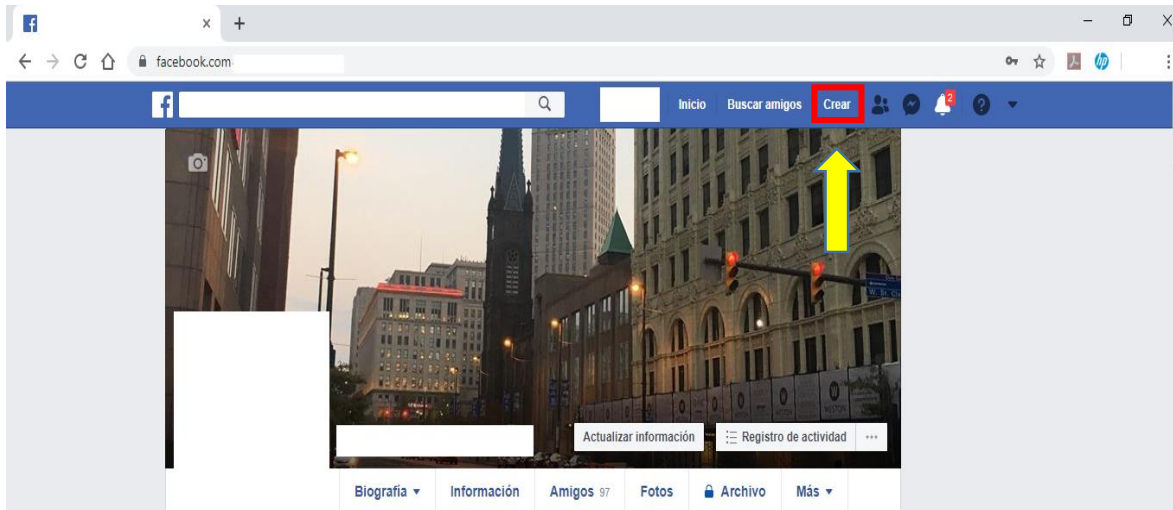 facebook.com
Inicio Buscar amigos Crear 2
Actualizar información Registro de actividad
Biografía Información Amigos 97 Fotos Archivo Más